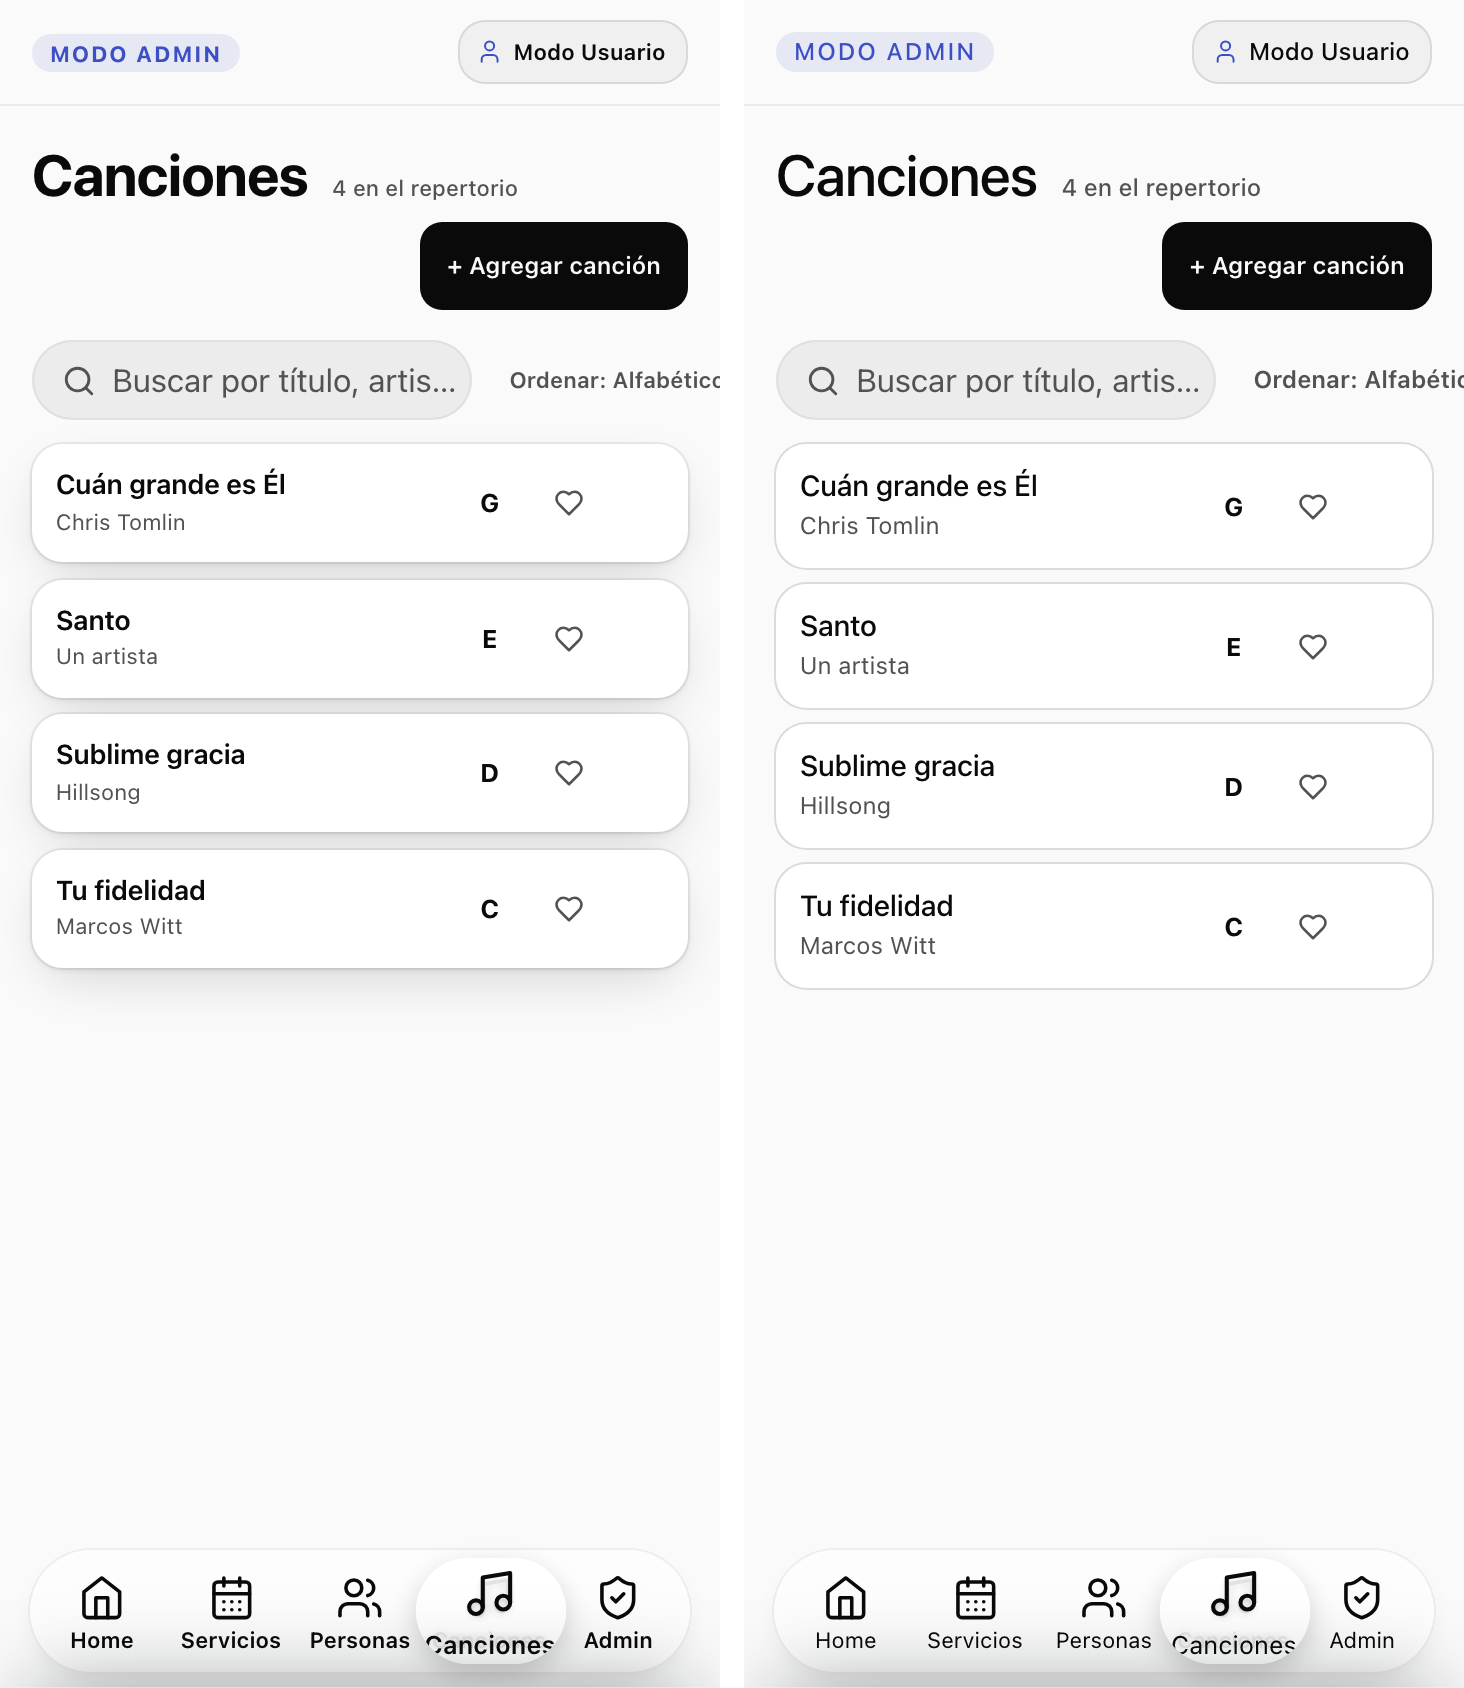 MODO ADMIN
Modo Usuario
Canciones
4 en el repertorio
+ Agregar canción
Buscar por título, artis...
Ordenar: Alfabético
Cuán grande es Él
Chris Tomlin
G
Santo
Un artista
E
Sublime gracia
Hillsong
D
Tu fidelidad
Marcos Witt
C
Home
Servicios
Personas
Canciones
Admin
MODO ADMIN
Modo Usuario
Canciones
4 en el repertorio
+ Agregar canción
Buscar por título, artis...
Ordenar:
Cuán grande es Él
Chris Tomlin
G
Santo
Un artista
E
Sublime gracia
Hillsong
D
Tu fidelidad
Marcos Witt
C
Home
Servicios
Personas
Canciones
Admin